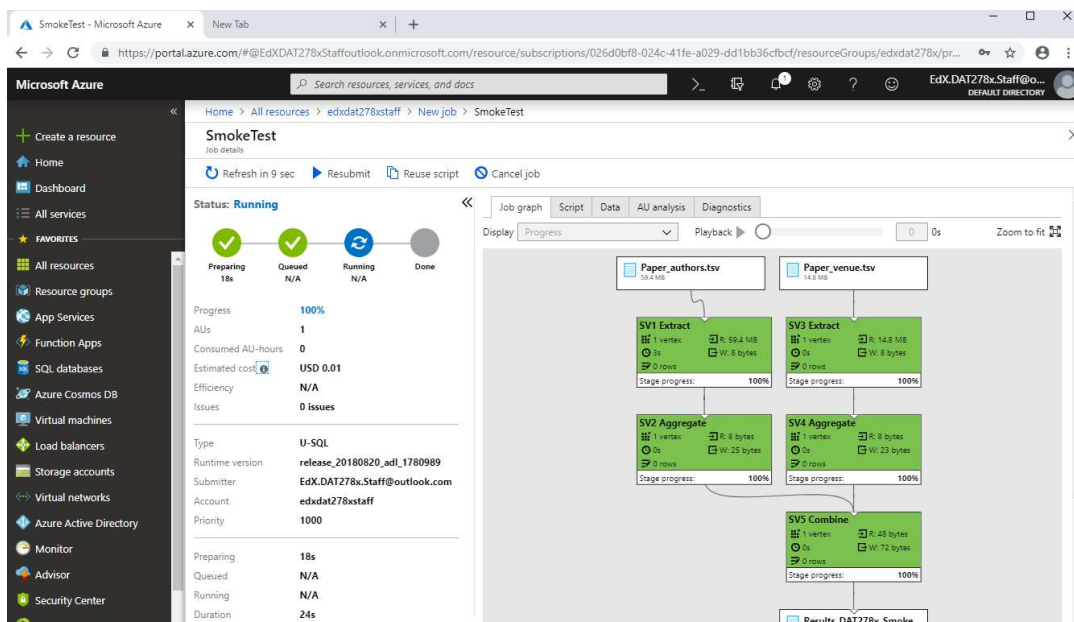 SmokeTest - Microsoft Azure
New Tab
https://portal.azure.com/#@EdXDAT278xStaffoutlook.onmicrosoft.com/resource/subscriptions/026d0bf8-024c-41fe-a029-dd1bb36cfbcf/resourceGroups/edxdat278x/pr...
Microsoft Azure
Search resources, services, and docs
1
EdX.DAT278x.Staff@o...
DEFAULT DIRECTORY
Create a resource
Home
Dashboard
All services
FAVORITES
All resources
Resource groups
App Services
Function Apps
SQL databases
Azure Cosmos DB
Virtual machines
Load balancers
Storage accounts
Virtual networks
Azure Active Directory
Monitor
Advisor
Security Center
Home > All resources > edxdat278xstaff > New job > SmokeTest
SmokeTest
Job details
Refresh in 9 sec Resubmit Reuse script Cancel job
Status: Running
Preparing Queued Running Done
18s N/A N/A
Progress 100%
AUs 1
Consumed AU-hours 0
Estimated cost USD 0.01
Efficiency N/A
Issues 0 issues
Type U-SQL
Runtime version release_20180820_adl_1780989
Submitter EdX.DAT278x.Staff@outlook.com
Account edxdat278xstaff
Priority 1000
Preparing 18s
Queued N/A
Running N/A
Duration 24s
Job graph Script Data AU analysis Diagnostics
Display Progress Playback 0 0s Zoom to fit
Paper_authors.tsv
59.4 MB
Paper_venue.tsv
14.8 MB
SV1 Extract
1 vertex R: 59.4 MB
3s W: 8 bytes
0 rows
Stage progress: 100%
SV3 Extract
1 vertex R: 14.8 MB
0s W: 8 bytes
0 rows
Stage progress: 100%
SV2 Aggregate
1 vertex R: 8 bytes
0s W: 25 bytes
0 rows
Stage progress: 100%
SV4 Aggregate
1 vertex R: 8 bytes
0s W: 23 bytes
0 rows
Stage progress: 100%
SV5 Combine
1 vertex R: 48 bytes
0s W: 72 bytes
0 rows
Stage progress: 100%
Results_DAT278x_Smoke